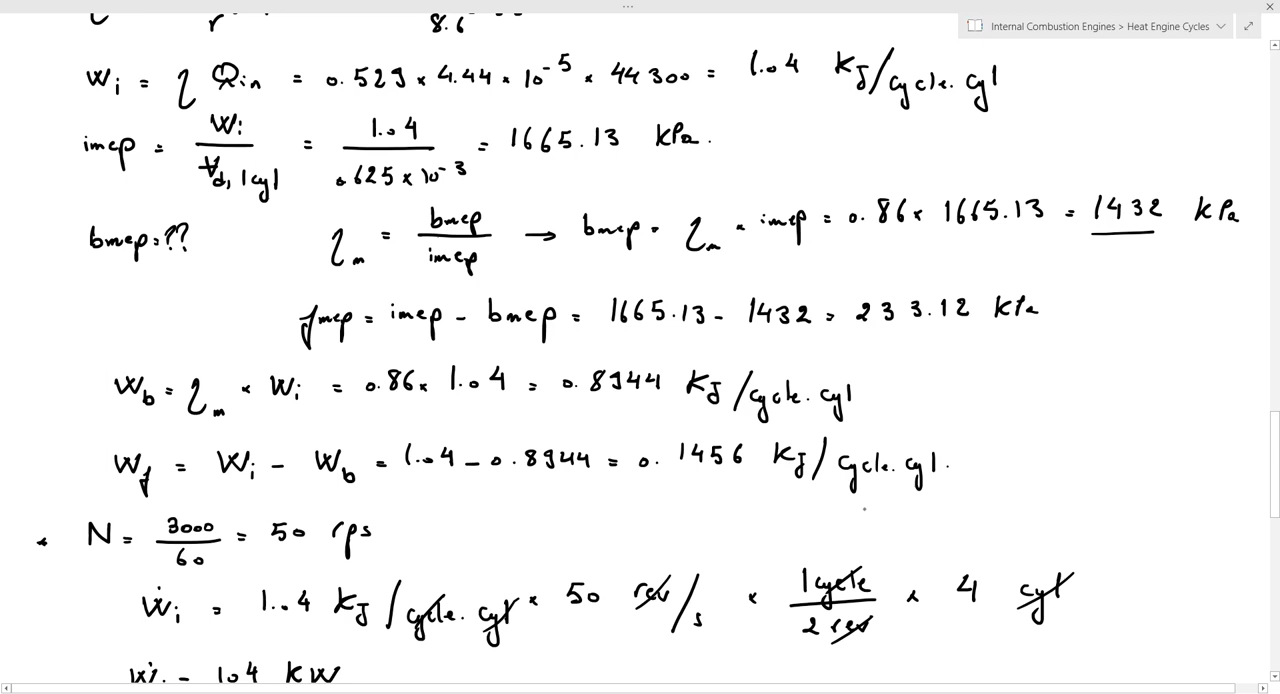 Internal Combustion Engines > Heat Engine Cycles
r 8.6
Wi = η Qin = 0.529 × 4.44 × 10^-5 × 44300 = 1.04 KJ/cycle.cyl
imep = Wi / Vd,1cyl = 1.04 / .625 × 10^-3 = 1665.13 kPa.
bmep = ?? ηm = bmep / imep → bmep = ηm × imep = 0.86 × 1665.13 = 1432 kPa
fmep = imep - bmep = 1665.13 - 1432 = 233.12 kPa
Wb = ηm × Wi = 0.86 × 1.04 = 0.8944 KJ/cycle.cyl
Wf = Wi - Wb = 1.04 - 0.8944 = 0.1456 KJ/cycle.cyl.
N = 3000 / 60 = 50 rps
Ẇi = 1.04 KJ/cycle.cyl × 50 rev/s × 1 cycle / 2 rev × 4 cyl
Ẇi = 104 KW